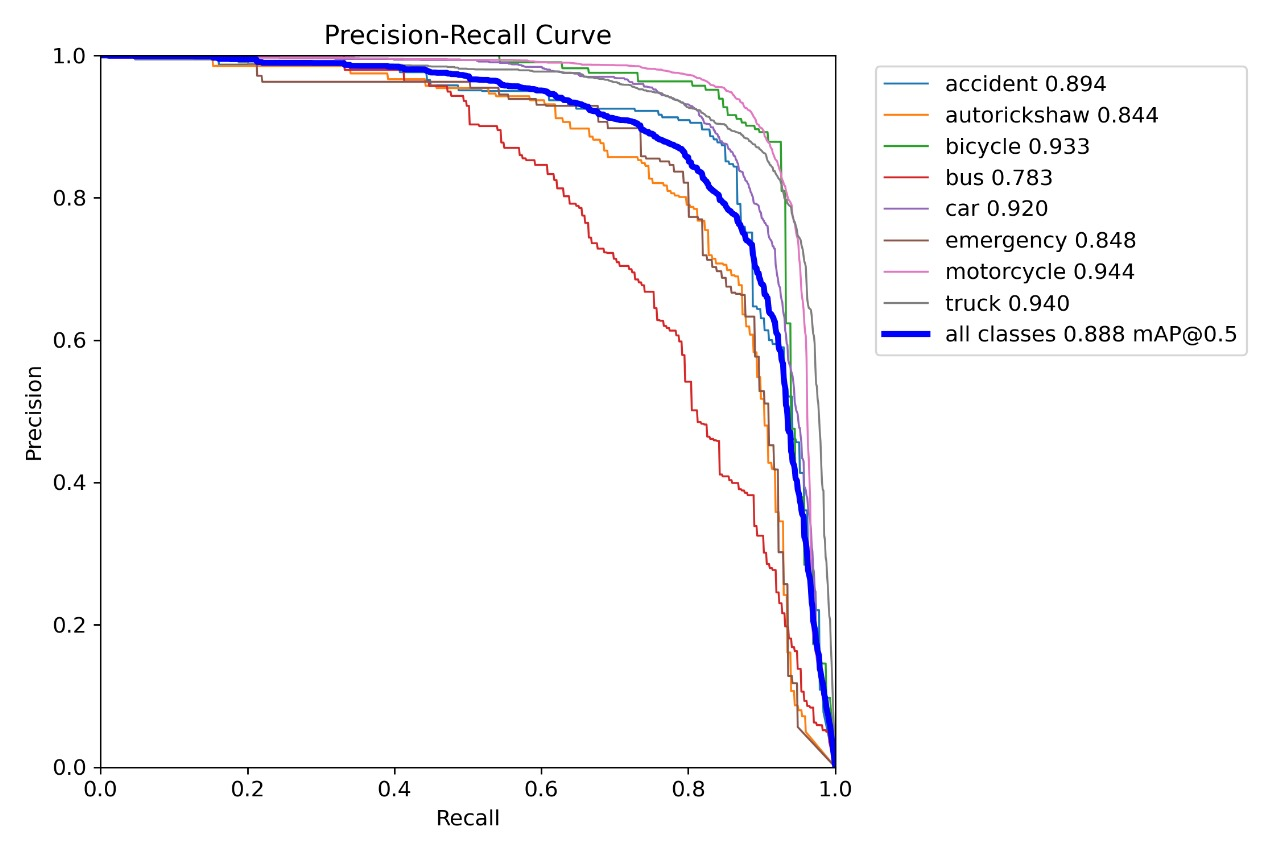 Precision-Recall Curve
1.0
0.8
0.6
0.4
0.2
0.0
Precision
0.0 0.2 0.4 0.6 0.8 1.0
Recall
accident 0.894
autorickshaw 0.844
bicycle 0.933
bus 0.783
car 0.920
emergency 0.848
motorcycle 0.944
truck 0.940
all classes 0.888 mAP@0.5